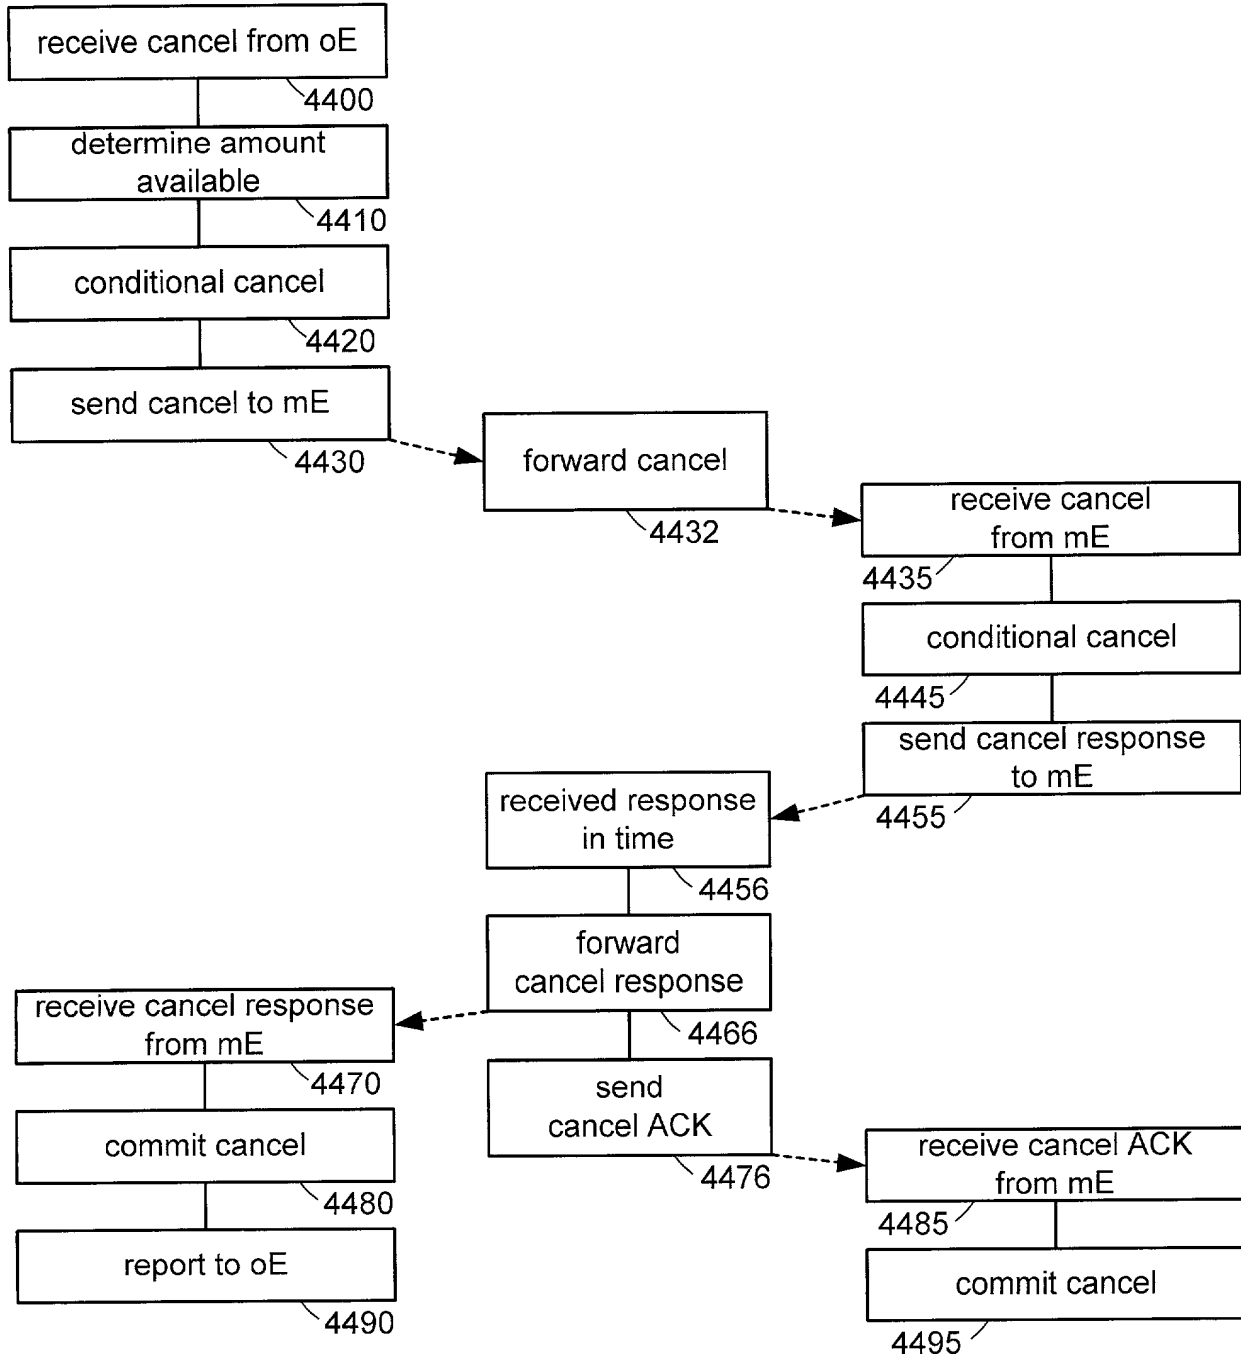 receive cancel from oE
4400
determine amount
available
4410
conditional cancel
4420
send cancel to mE
4430
forward cancel
4432
receive cancel
from mE
4435
conditional cancel
4445
send cancel response
to mE
4455
received response
in time
4456
forward
cancel response
4466
receive cancel response
from mE
4470
send
cancel ACK
4476
commit cancel
4480
receive cancel ACK
from mE
4485
report to oE
4490
commit cancel
4495